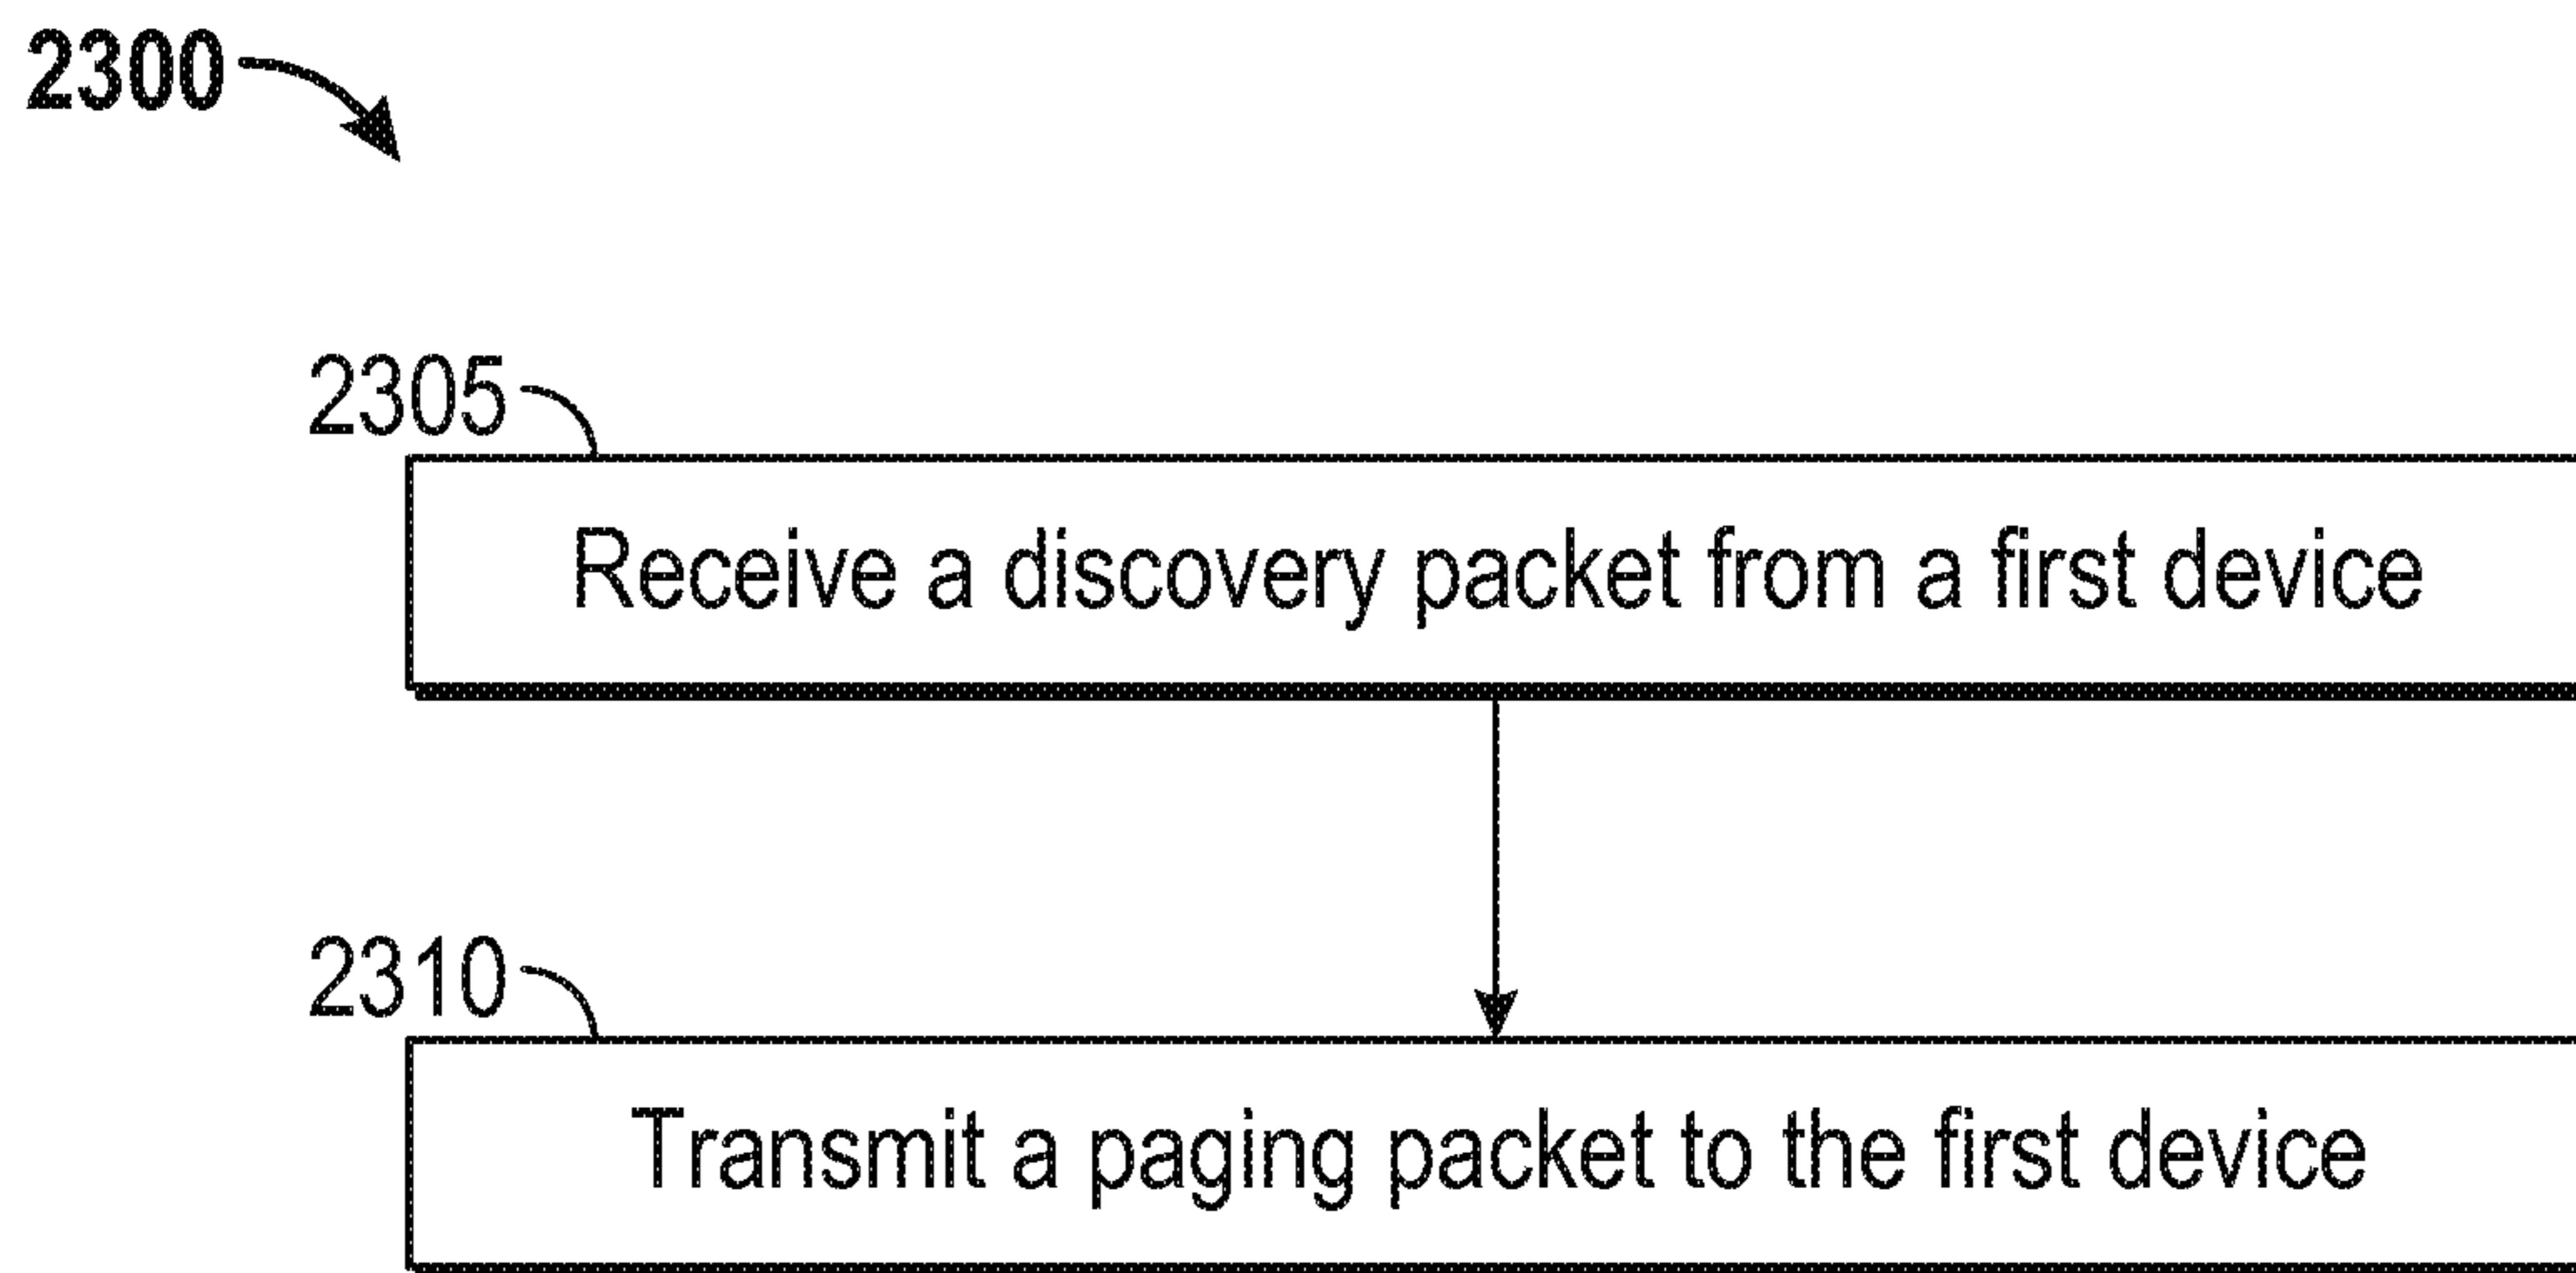 2300
2305
Receive a discovery packet from a first device
2310
Transmit a paging packet to the first device